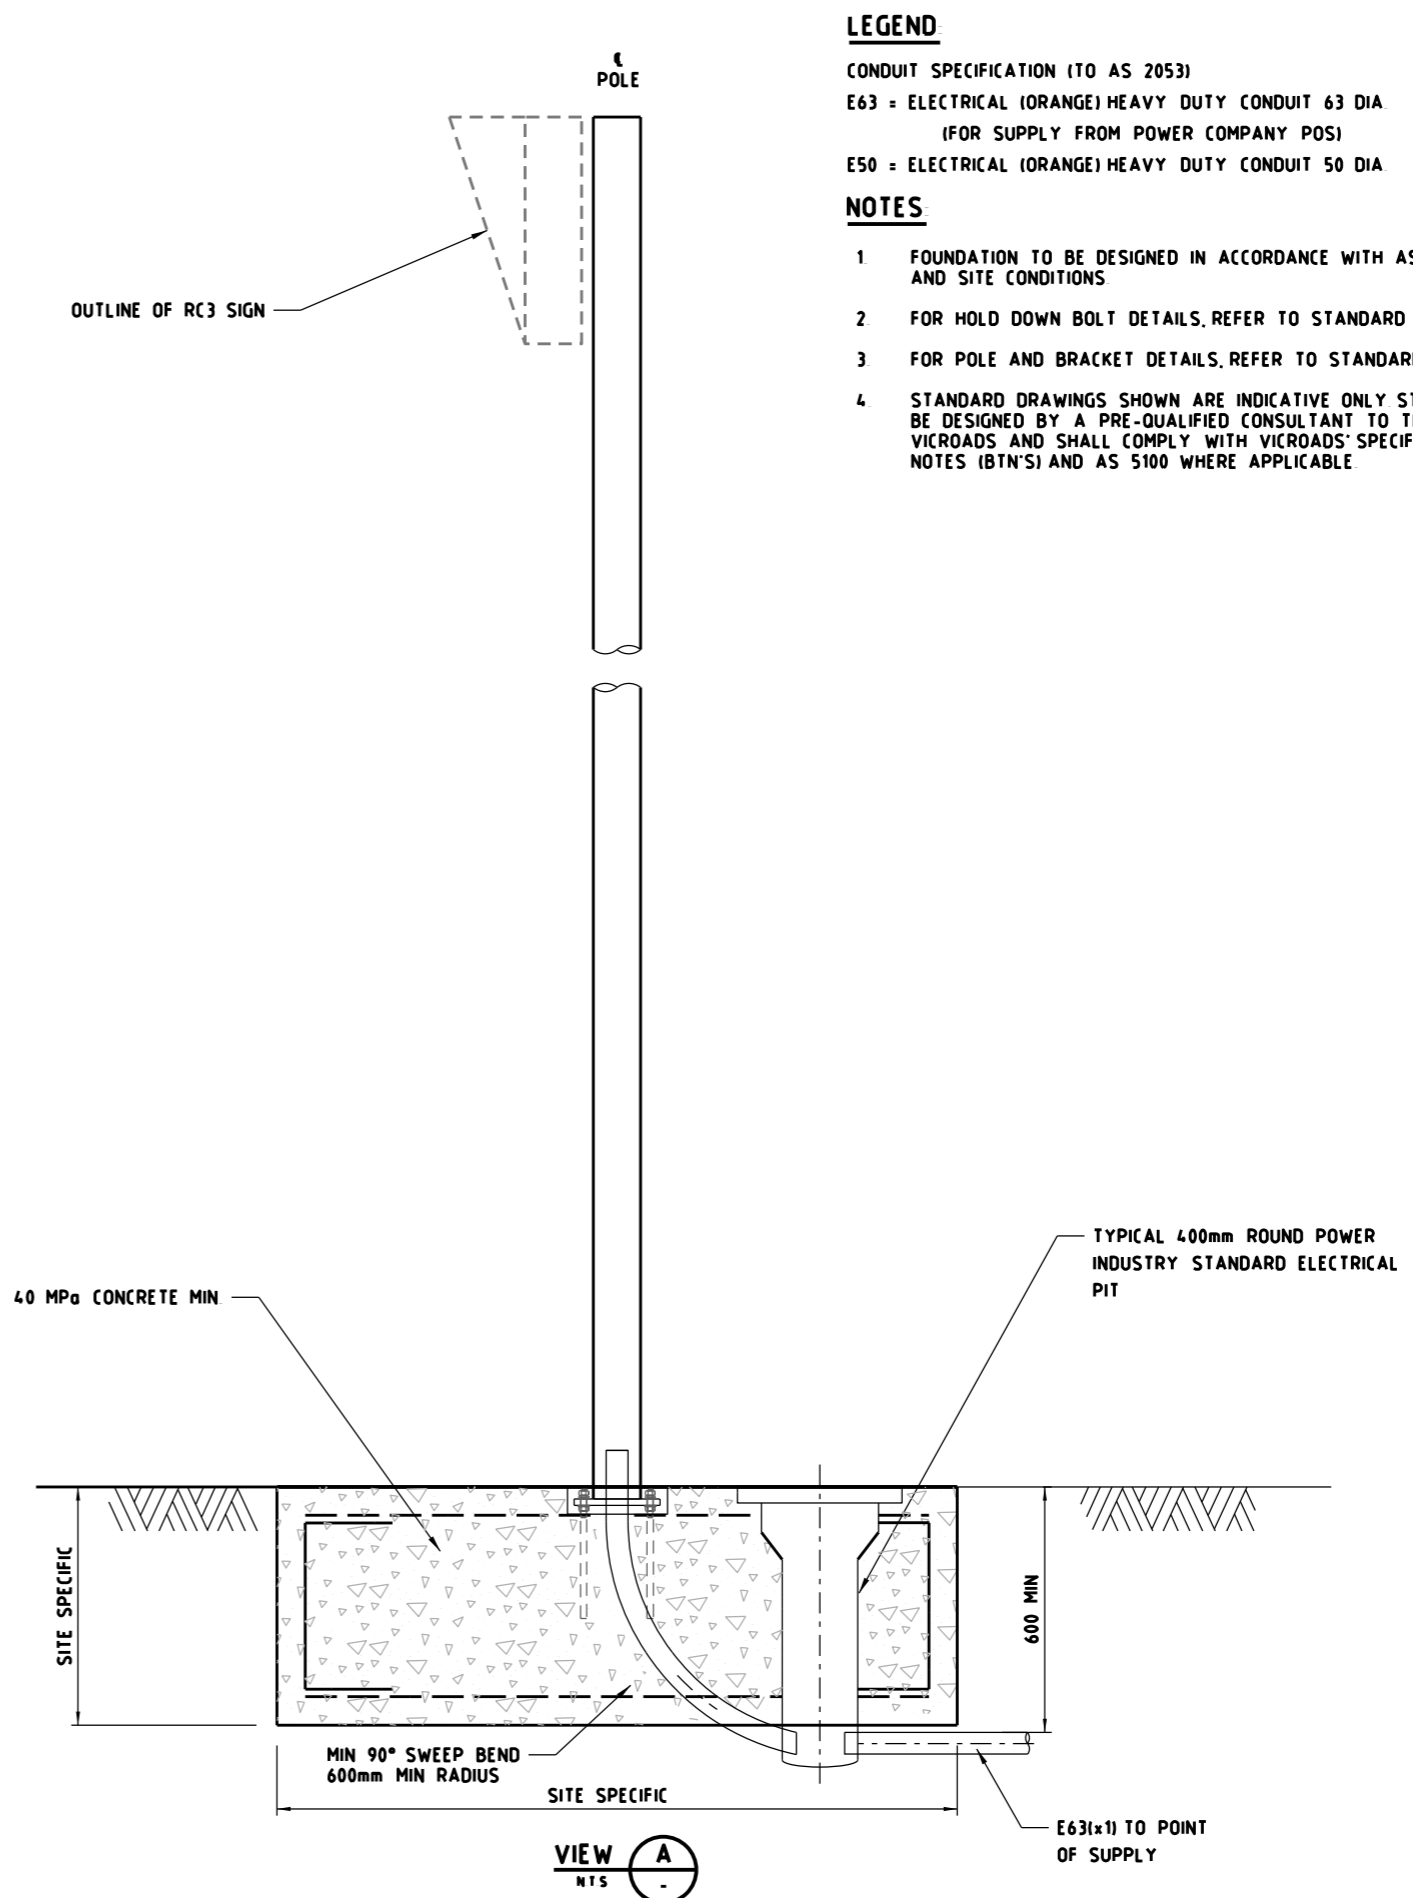 LEGEND
CONDUIT SPECIFICATION (TO AS 2053)
E63 = ELECTRICAL (ORANGE) HEAVY DUTY CONDUIT 63 DIA.
(FOR SUPPLY FROM POWER COMPANY POS)
E50 = ELECTRICAL (ORANGE) HEAVY DUTY CONDUIT 50 DIA.
NOTES
1. FOUNDATION TO BE DESIGNED IN ACCORDANCE WITH AS
AND SITE CONDITIONS.
2. FOR HOLD DOWN BOLT DETAILS, REFER TO STANDARD
3. FOR POLE AND BRACKET DETAILS, REFER TO
4. STANDARD DRAWINGS SHOWN ARE INDICATIVE ONLY.
BE DESIGNED BY A PRE-QUALIFIED CONSULTANT TO
VICROADS AND SHALL COMPLY WITH VICROADS'
NOTES (BTN'S) AND AS 5100 WHERE APPLICABLE.
℄
POLE
OUTLINE OF RC3 SIGN
TYPICAL 400mm ROUND POWER
INDUSTRY STANDARD ELECTRICAL
PIT
40 MPa CONCRETE MIN.
SITE SPECIFIC
600 MIN
MIN 90° SWEEP BEND
600mm MIN RADIUS
SITE SPECIFIC
E63(x1) TO POINT
OF SUPPLY
VIEW A
NTS -